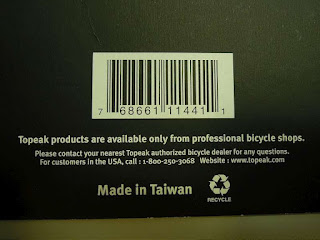 7 68661 11441 1
Topeak products are available only from professional bicycle shops.
Please contact your nearest Topeak authorized bicycle dealer for any questions.
For customers in the USA, call : 1-800-250-3068 Website : www.topeak.com
Made in Taiwan
RECYCLE